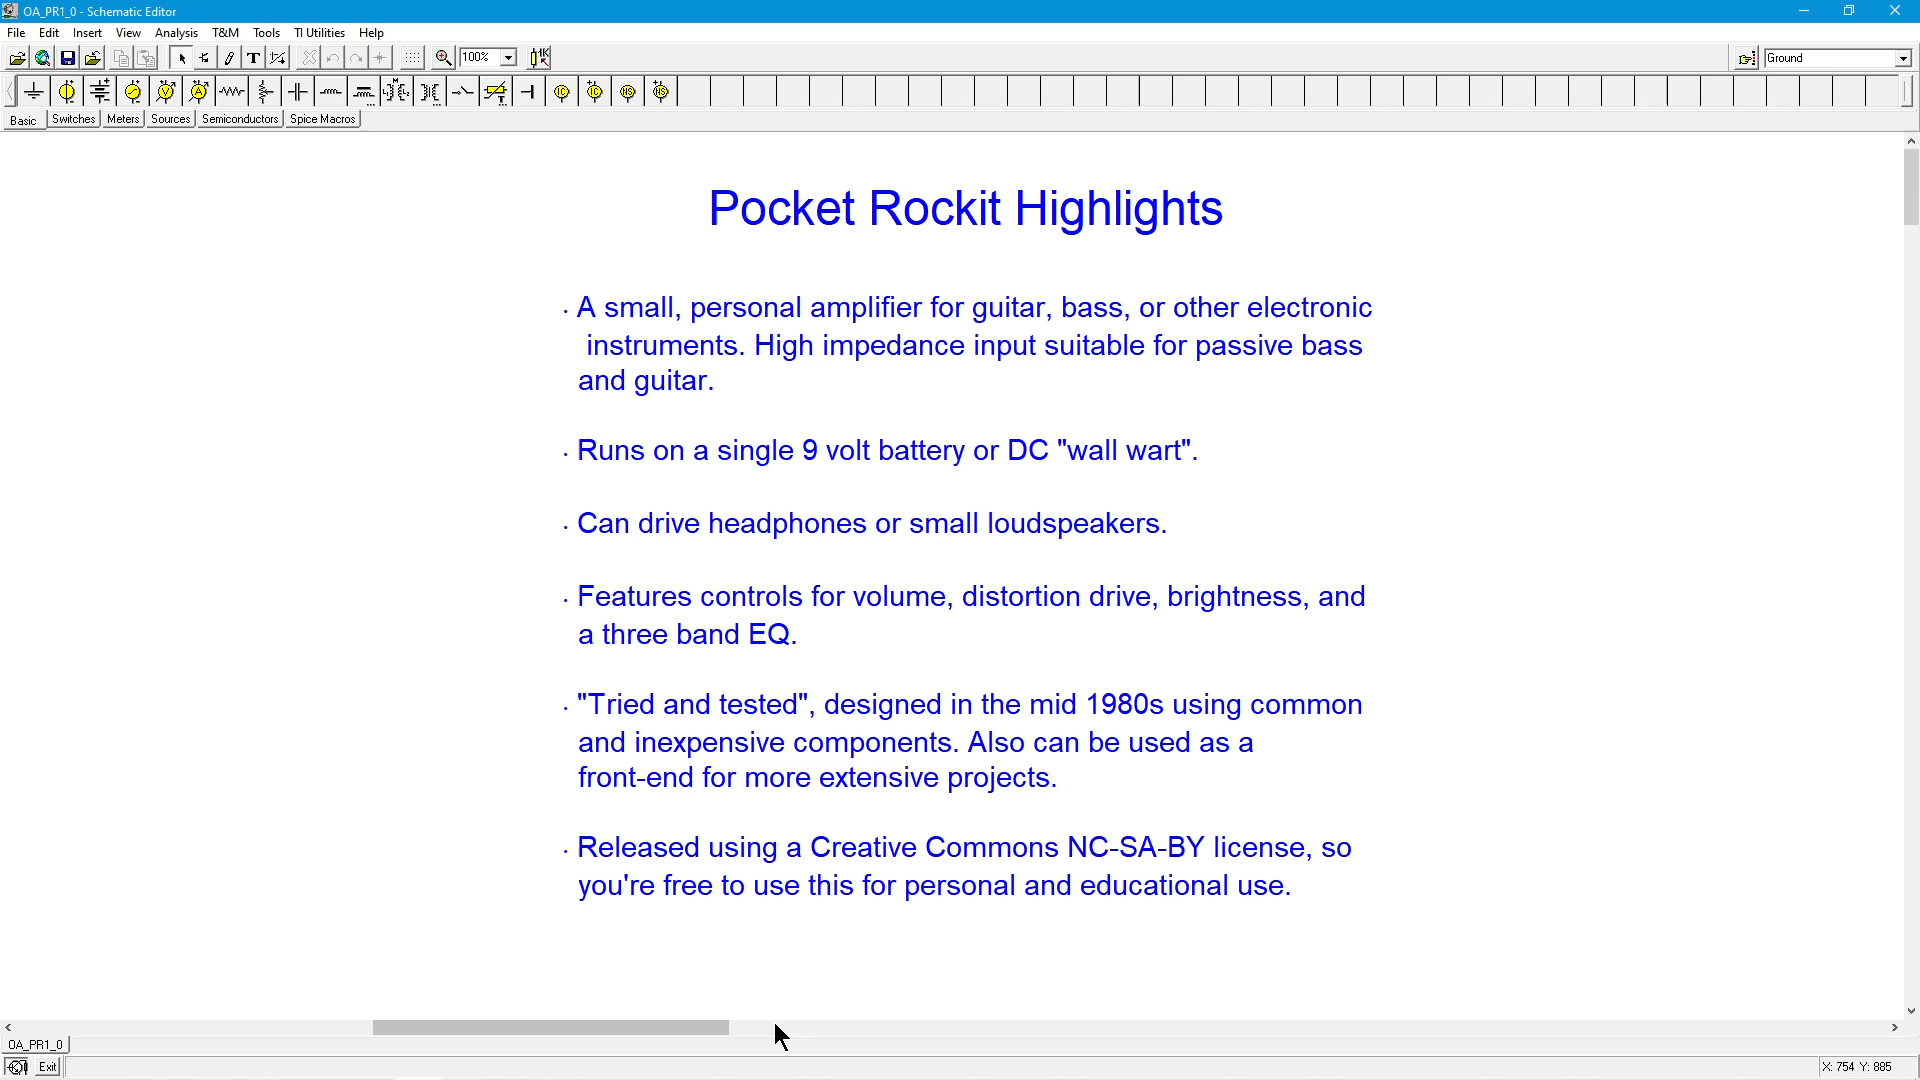 OA_PR1_0 - Schematic Editor
File Edit Insert View Analysis T&M Tools TI Utilities Help
100% 1K Ground
Basic Switches Meters Sources Semiconductors Spice Macros
Pocket Rockit Highlights
· A small, personal amplifier for guitar, bass, or other electronic
instruments. High impedance input suitable for passive bass
and guitar.
· Runs on a single 9 volt battery or DC "wall wart".
· Can drive headphones or small loudspeakers.
· Features controls for volume, distortion drive, brightness, and
a three band EQ.
· "Tried and tested", designed in the mid 1980s using common
and inexpensive components. Also can be used as a
front-end for more extensive projects.
· Released using a Creative Commons NC-SA-BY license, so
you're free to use this for personal and educational use.
OA_PR1_0
Exit X: 754 Y: 885